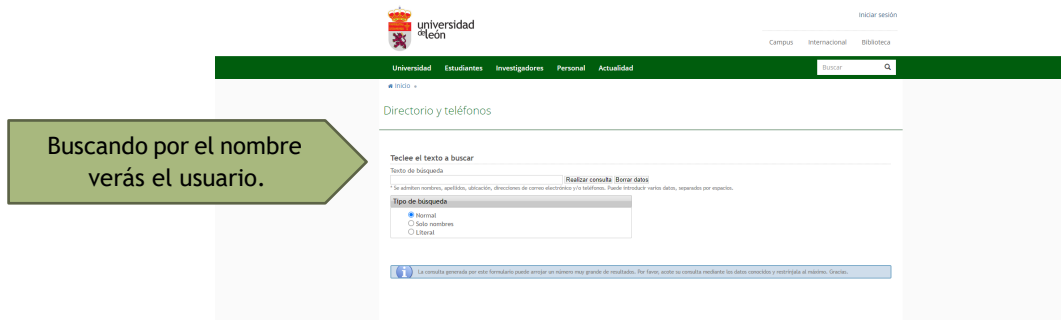 universidad
de león
Iniciar sesión
Campus Internacional Biblioteca
Universidad Estudiantes Investigadores Personal Actualidad Buscar
Inicio »
Directorio y teléfonos
Buscando por el nombre
verás el usuario.
Teclee el texto a buscar
Texto de búsqueda
Realizar consulta Borrar datos
* Se admiten nombres, apellidos, ubicación, direcciones de correo electrónico y/o teléfonos. Puede introducir varios datos, separados por espacios.
Tipo de búsqueda
Normal
Solo nombres
Literal
La consulta generada por este formulario puede arrojar un número muy grande de resultados. Por favor, acote su consulta mediante los datos conocidos y restrínjala al máximo. Gracias.